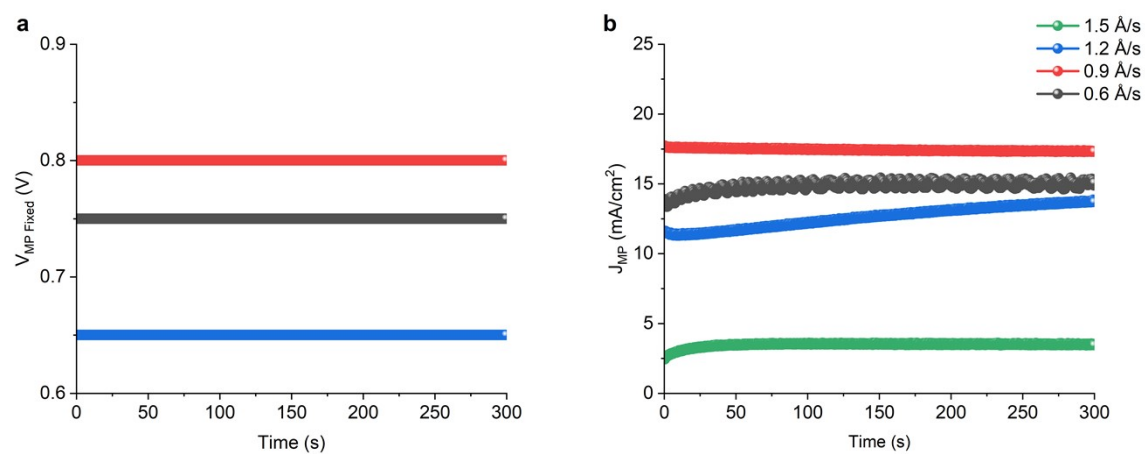 a
0.9
0.8
0.7
0.6
V_MP Fixed (V)
0 50 100 150 200 250 300
Time (s)
b
25
20
15
10
5
0
J_MP (mA/cm²)
0 50 100 150 200 250 300
Time (s)
1.5 Å/s
1.2 Å/s
0.9 Å/s
0.6 Å/s